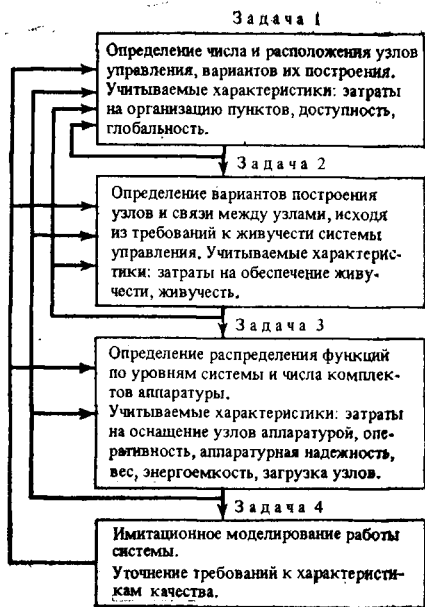 Задача 1
Определение числа и расположения узлов
управления, вариантов их построения.
Учитываемые характеристики: затраты
на организацию пунктов, доступность,
глобальность.
Задача 2
Определение вариантов построения
узлов и связи между узлами, исходя
из требований к живучести системы
управления. Учитываемые характерис-
тики: затраты на обеспечение живу-
чести, живучесть.
Задача 3
Определение распределения функций
по уровням системы и числа комплек-
тов аппаратуры.
Учитываемые характеристики: затраты
на оснащение узлов аппаратурой, опе-
ративность, аппаратурная надежность,
вес, энергоемкость, загрузка узлов.
Задача 4
Имитационное моделирование работы
системы.
Уточнение требований к характеристи-
кам качества.